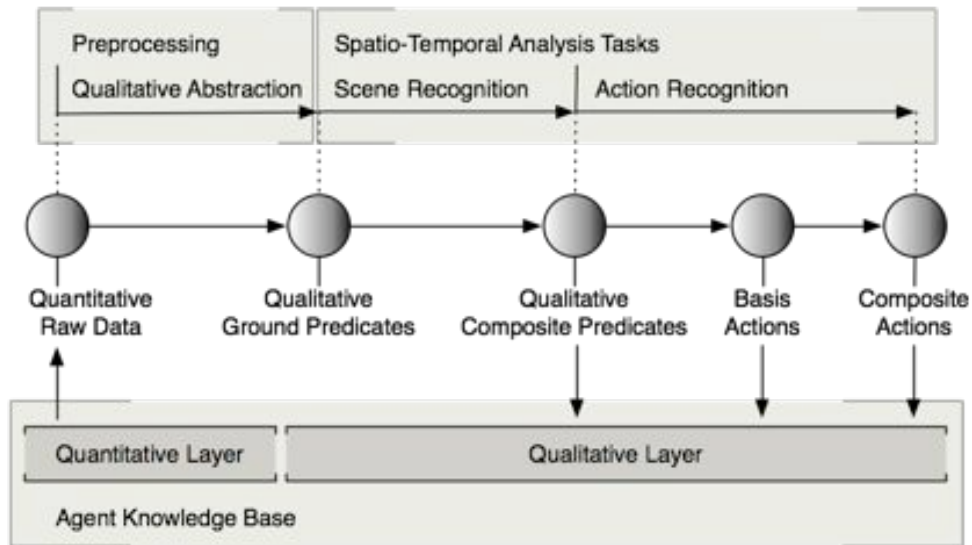 Preprocessing
Spatio-Temporal Analysis Tasks
Qualitative Abstraction
Scene Recognition
Action Recognition
Quantitative
Raw Data
Qualitative
Ground Predicates
Qualitative
Composite Predicates
Basis
Actions
Composite
Actions
Quantitative Layer
Qualitative Layer
Agent Knowledge Base